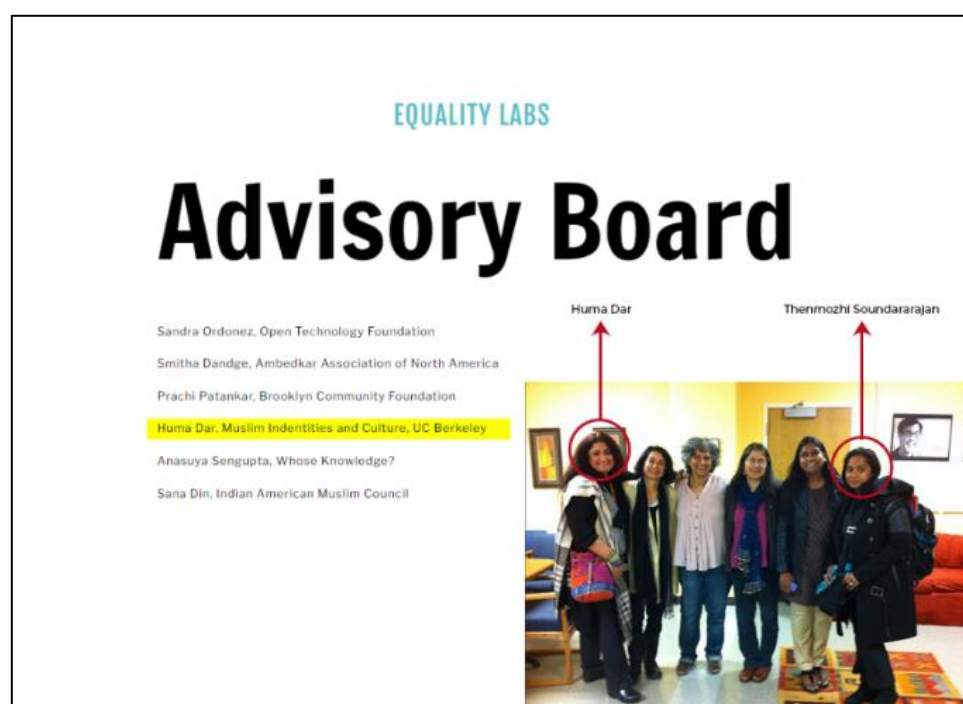 EQUALITY LABS
Advisory Board
Sandra Ordonez, Open Technology Foundation
Smitha Dandge, Ambedkar Association of North America
Prachi Patankar, Brooklyn Community Foundation
Huma Dar, Muslim Indentities and Culture, UC Berkeley
Anasuya Sengupta, Whose Knowledge?
Sana Din, Indian American Muslim Council
Huma Dar
Thenmozhi Soundararajan